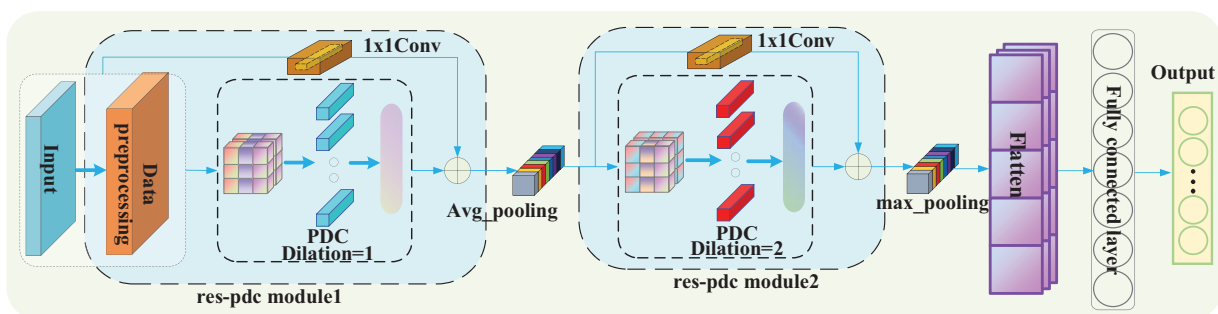 Input
Data
preprocessing
1x1Conv
PDC
Dilation=1
res-pdc module1
Avg_pooling
1x1Conv
PDC
Dilation=2
res-pdc module2
max_pooling
Flatten
Fully connected layer
Output